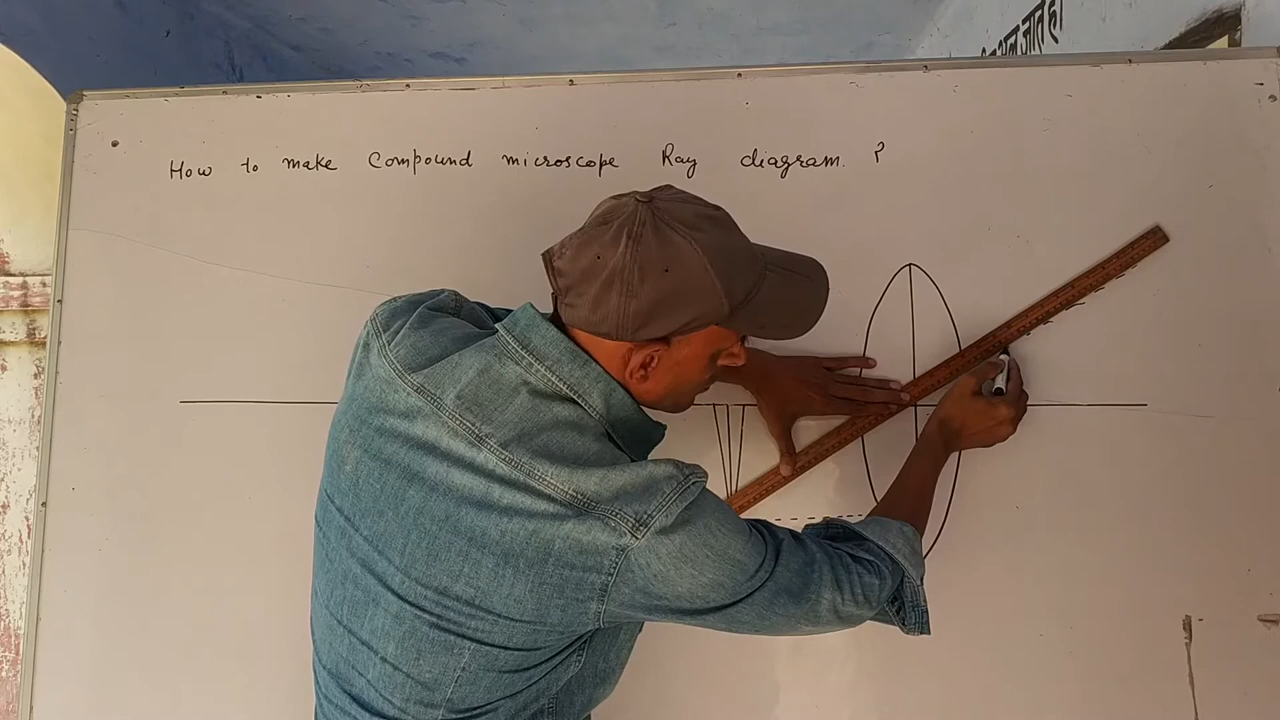 How to make Compound microscope Ray diagram. ?
जाते है